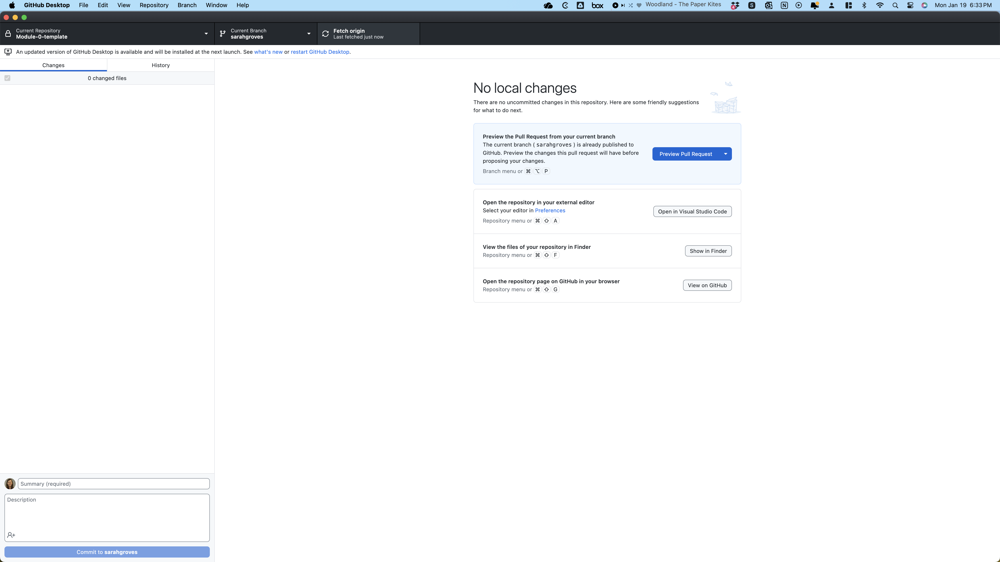 GitHub Desktop File Edit View Repository Branch Window Help
box Woodland - The Paper Kites 4 S N Mon Jan 19 6:33 PM
Current Repository
Module-0-template
Current Branch
sarahgroves
Fetch origin
Last fetched just now
An updated version of GitHub Desktop is available and will be installed at the next launch. See what's new or restart GitHub Desktop.
Changes
History
0 changed files
No local changes
There are no uncommitted changes in this repository. Here are some friendly suggestions
for what to do next.
Preview the Pull Request from your current branch
The current branch ( sarahgroves ) is already published to
GitHub. Preview the changes this pull request will have before
proposing your changes.
Branch menu or ⌘ ⌥ P
Preview Pull Request
Open the repository in your external editor
Select your editor in Preferences
Repository menu or ⌘ ⇧ A
Open in Visual Studio Code
View the files of your repository in Finder
Repository menu or ⌘ ⇧ F
Show in Finder
Open the repository page on GitHub in your browser
Repository menu or ⌘ ⇧ G
View on GitHub
Summary (required)
Description
Commit to sarahgroves